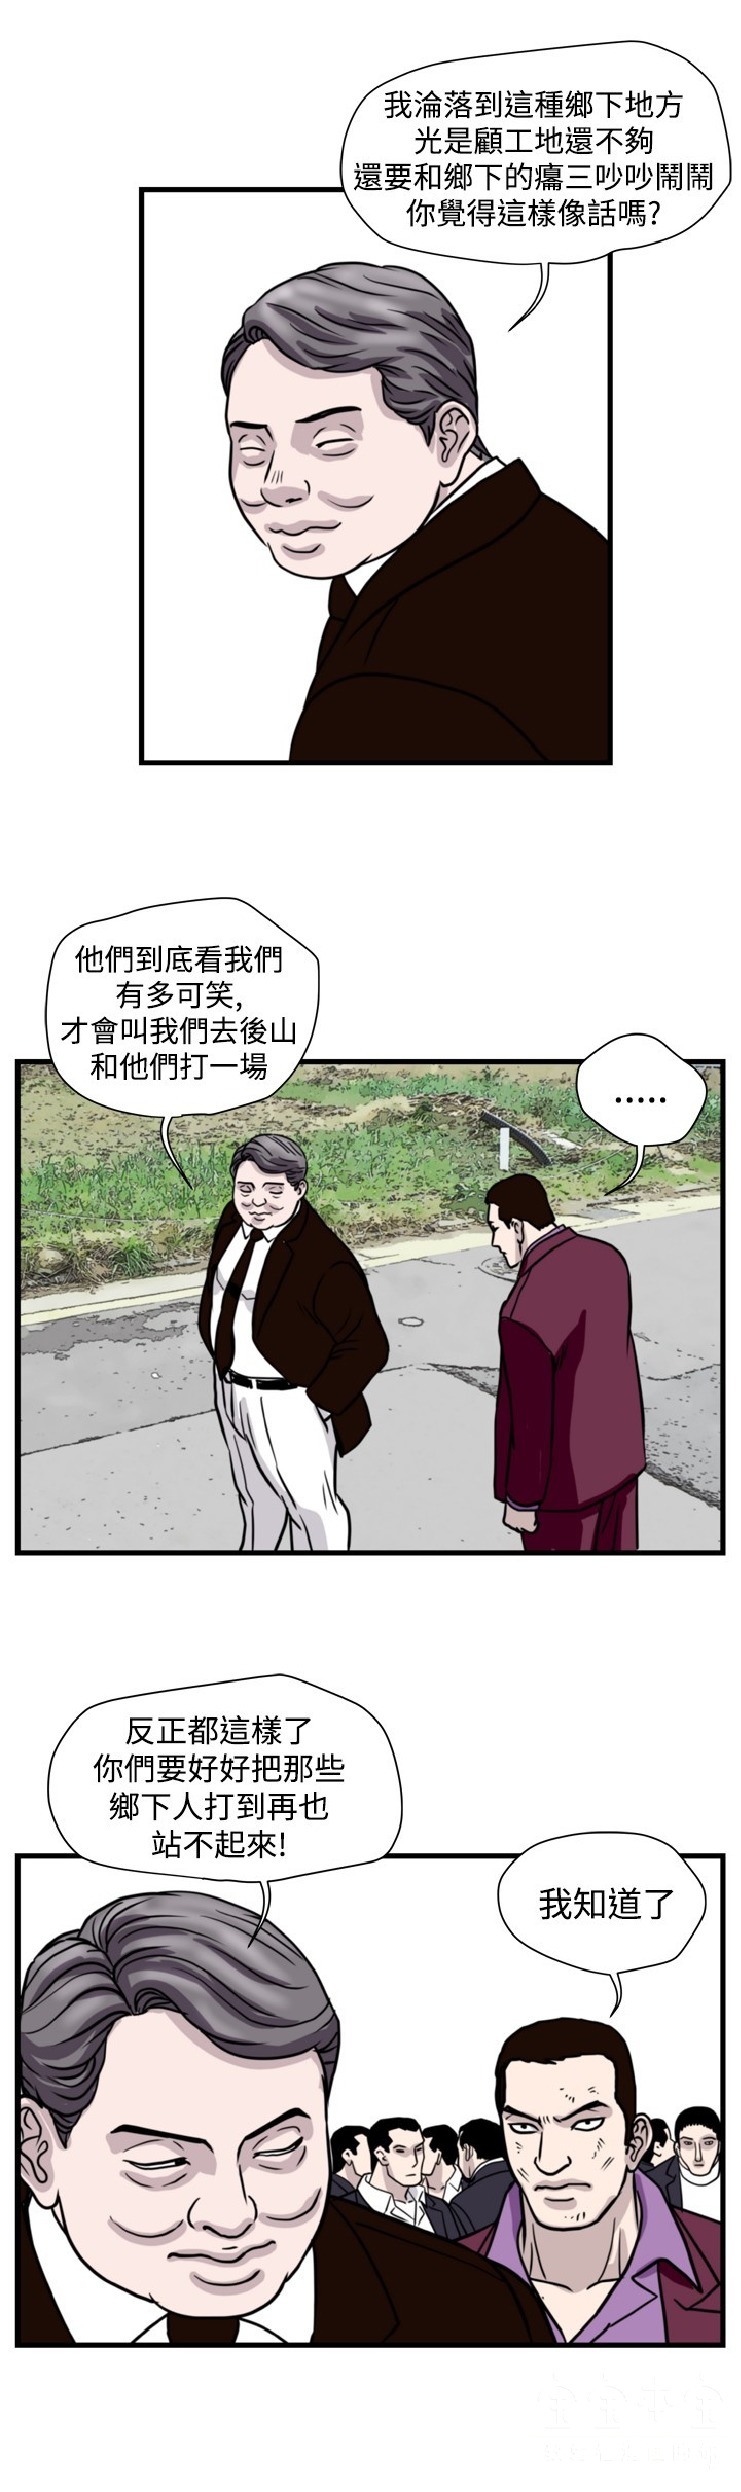 我淪落到這種鄉下地方
光是顧工地還不夠
還要和鄉下的癟三吵吵鬧鬧
你覺得這樣像話嗎?
他們到底看我們
有多可笑,
才會叫我們去後山
和他們打一場
.....
反正都這樣了
你們要好好把那些
鄉下人打到再也
站不起來!
我知道了